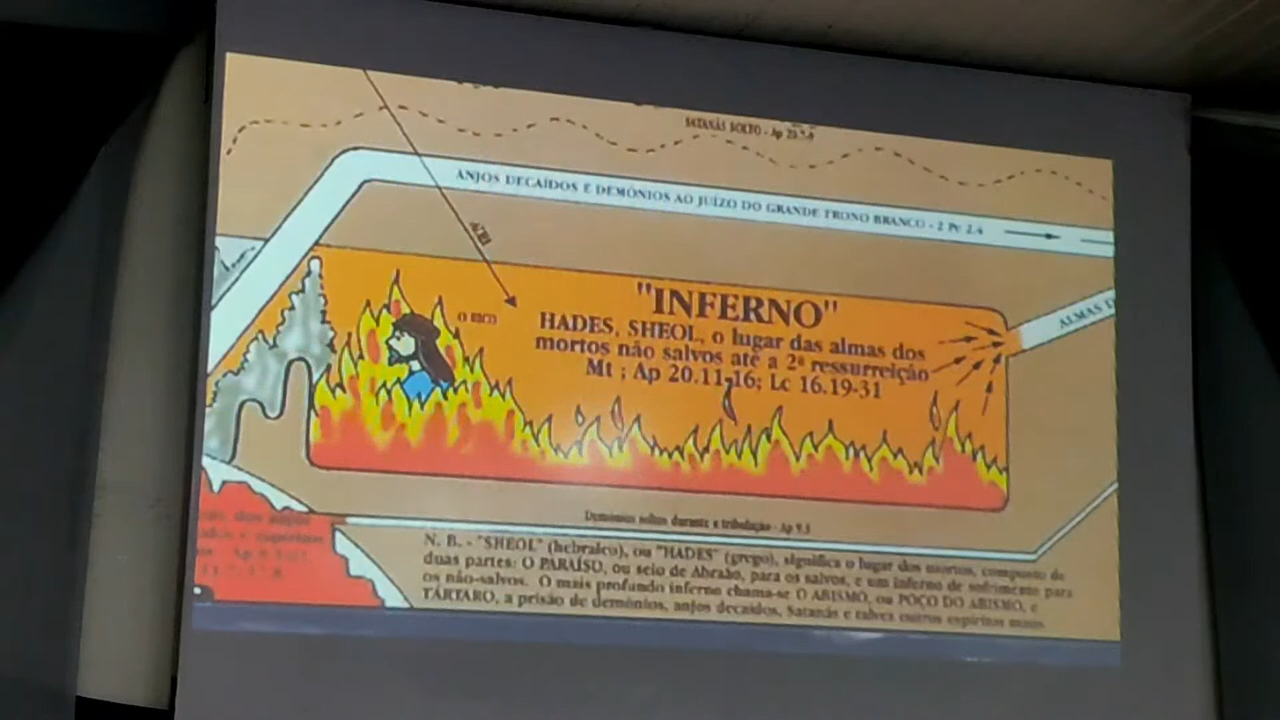 SATANÁS SOLTO - Ap
ANJOS DECAÍDOS E DEMÔNIOS AO JUÍZO DO GRANDE TRONO BRANCO - 2 Pe 2.4
O RICO
"INFERNO"
HADES, SHEOL, o lugar das almas dos
mortos não salvos até a 2ª ressurreição
Mt ; Ap 20.11-16; Lc 16.19-31
ALMAS D
Demônios soltos durante a tribulação - Ap 9.
N. B. - "SHEOL" (hebraico), ou "HADES" (grego), significa o lugar dos mortos, composto de
duas partes: O PARAÍSO, ou seio de Abraão, para os salvos, e um inferno de sofrimento para
os não-salvos. O mais profundo inferno chama-se O ABISMO, ou POÇO DO ABISMO, e
TÁRTARO, a prisão de demônios, anjos decaídos, Satanás e talvez outros espíritos maus.